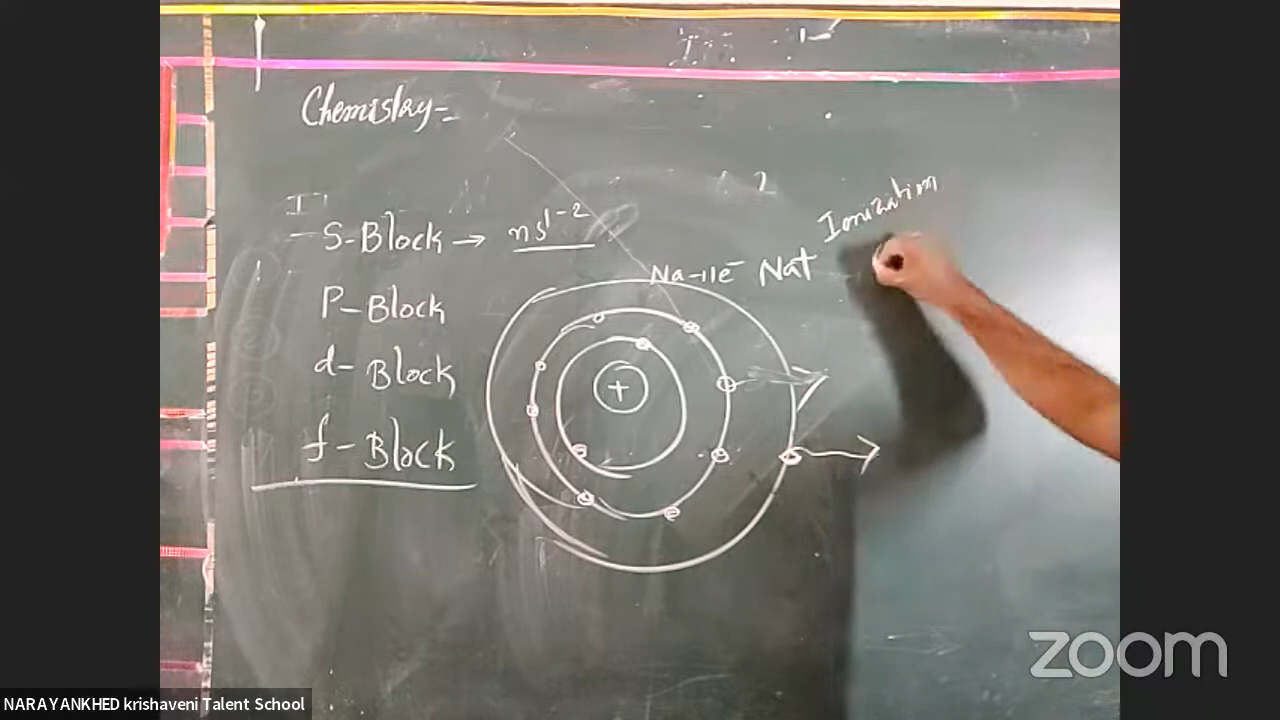 Chemistry-
I
S-Block → ns1-2
Ionization
Na→11e- Na+
P-Block
+
d-Block
f-Block
zoom
NARAYANKHED krishaveni Talent School